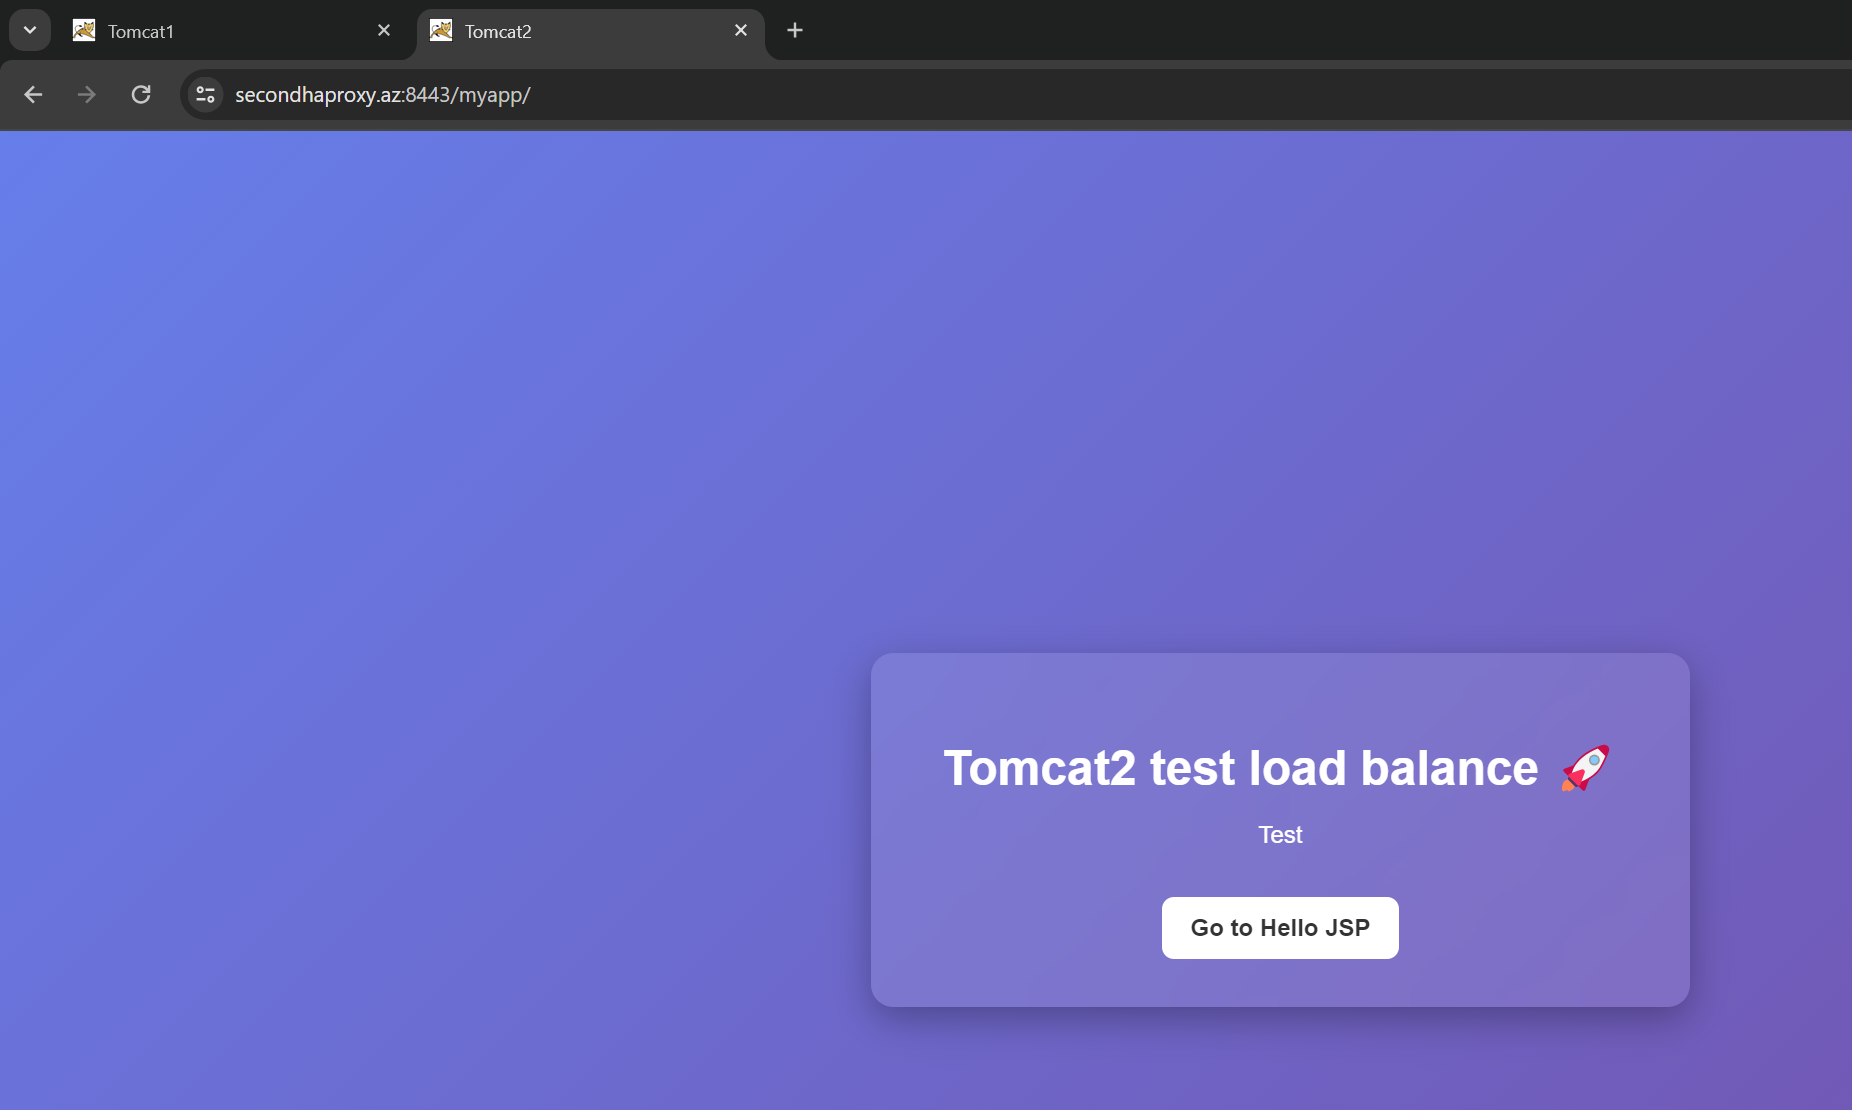 Tomcat1
Tomcat2
secondhaproxy.az:8443/myapp/
Tomcat2 test load balance 🚀
Test
Go to Hello JSP